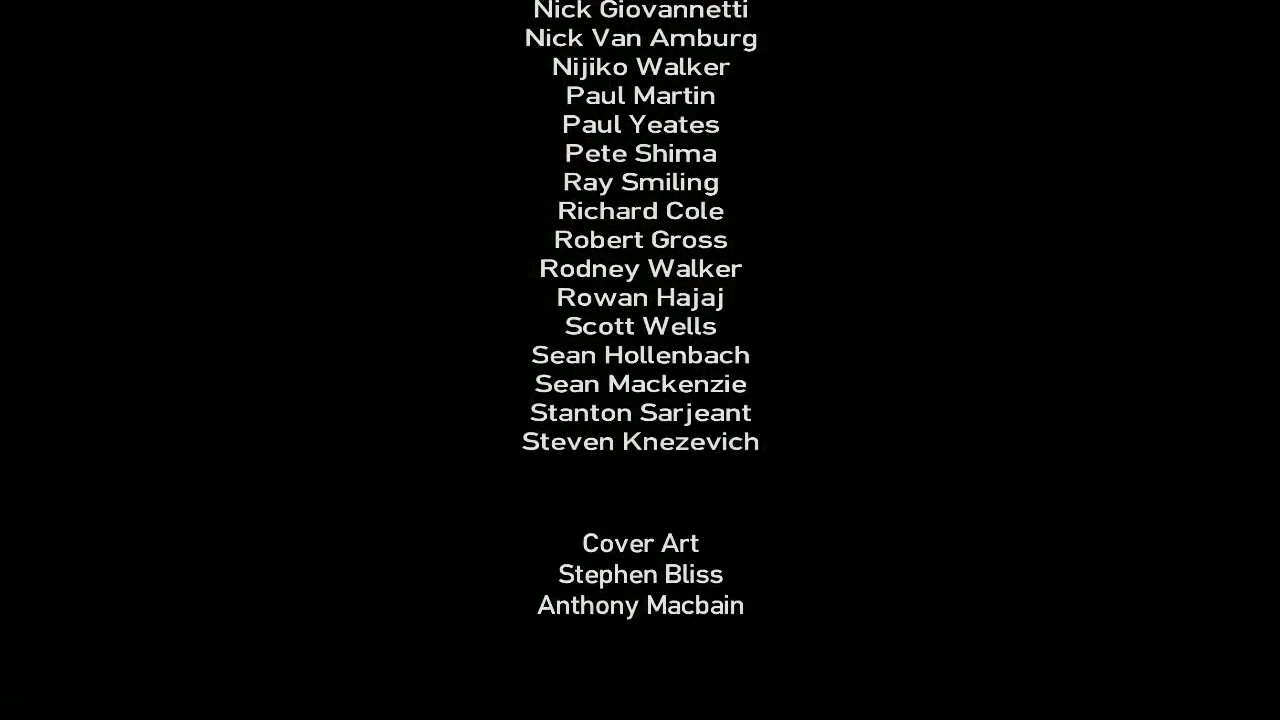 Nick Giovannetti
Nick Van Amburg
Nijiko Walker
Paul Martin
Paul Yeates
Pete Shima
Ray Smiling
Richard Cole
Robert Gross
Rodney Walker
Rowan Hajaj
Scott Wells
Sean Hollenbach
Sean Mackenzie
Stanton Sarjeant
Steven Knezevich
Cover Art
Stephen Bliss
Anthony Macbain